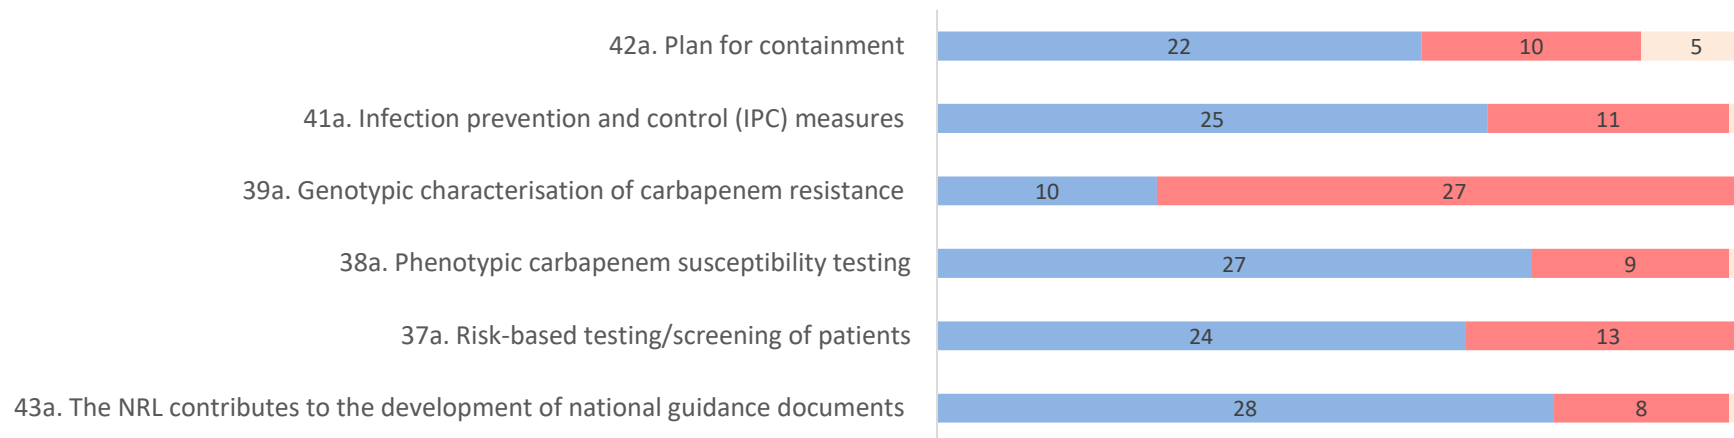 42a. Plan for containment 22 10 5
41a. Infection prevention and control (IPC) measures 25 11
39a. Genotypic characterisation of carbapenem resistance 10 27
38a. Phenotypic carbapenem susceptibility testing 27 9
37a. Risk-based testing/screening of patients 24 13
43a. The NRL contributes to the development of national guidance documents 28 8